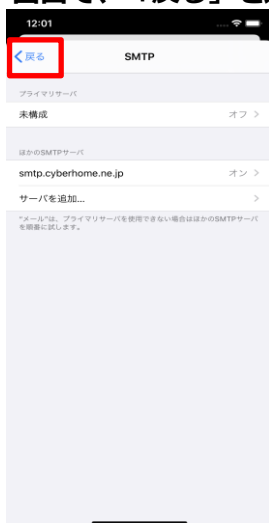 12:01
戻る
SMTP
プライマリサーバ
未構成 オフ
ほかのSMTPサーバ
smtp.cyberhome.ne.jp オン
サーバを追加...
"メール"は、プライマリサーバを使用できない場合はほかのSMTPサーバ
を順番に試します。